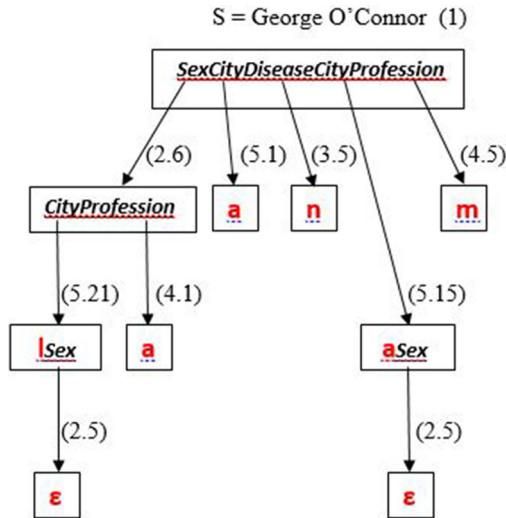 S = George O’Connor (1)
SexCityDiseaseCityProfession
(2.6) (5.1) (3.5) (4.5)
CityProfession a n m
(5.21) (4.1) (5.15)
lSex a aSex
(2.5) (2.5)
ε ε